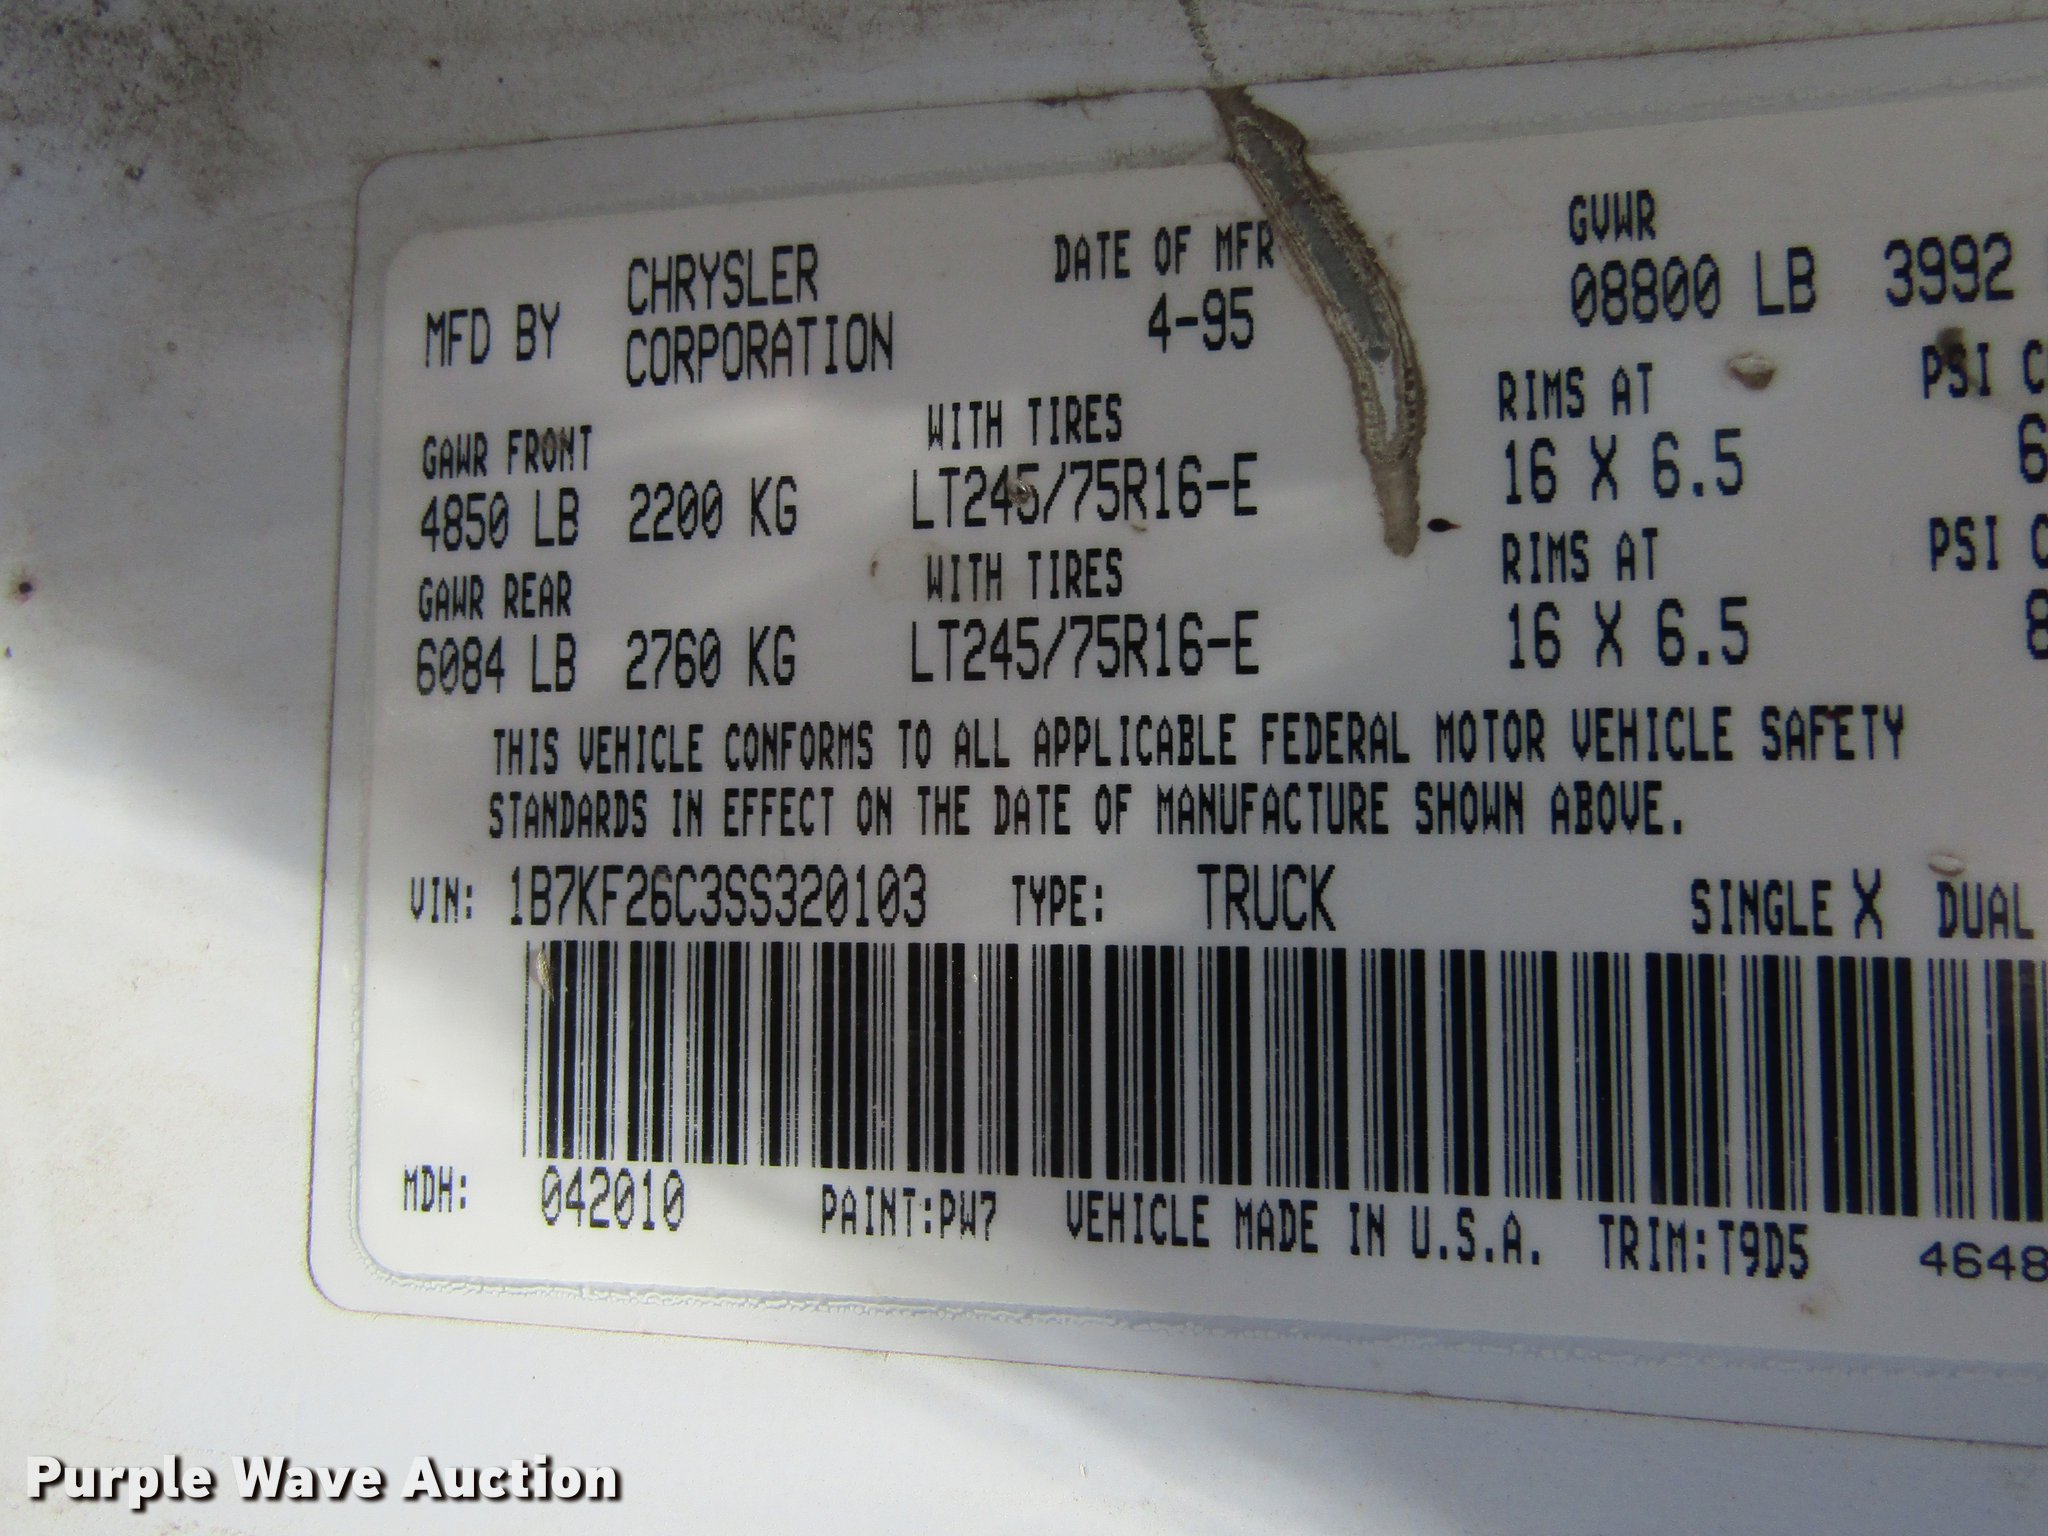 MFD BY CHRYSLER CORPORATION
DATE OF MFR
4-95
GVWR
08800 LB 3992
GAWR FRONT WITH TIRES RIMS AT PSI
4850 LB 2200 KG LT245/75R16-E 16 X 6.5 6
GAWR REAR WITH TIRES RIMS AT PSI
6084 LB 2760 KG LT245/75R16-E 16 X 6.5 8
THIS VEHICLE CONFORMS TO ALL APPLICABLE FEDERAL MOTOR VEHICLE SAFETY
STANDARDS IN EFFECT ON THE DATE OF MANUFACTURE SHOWN ABOVE.
VIN: 1B7KF26C3SS320103 TYPE: TRUCK SINGLE X DUAL
MDH: 042010 PAINT:PW7 VEHICLE MADE IN U.S.A. TRIM:T9D5 4648
Purple Wave Auction